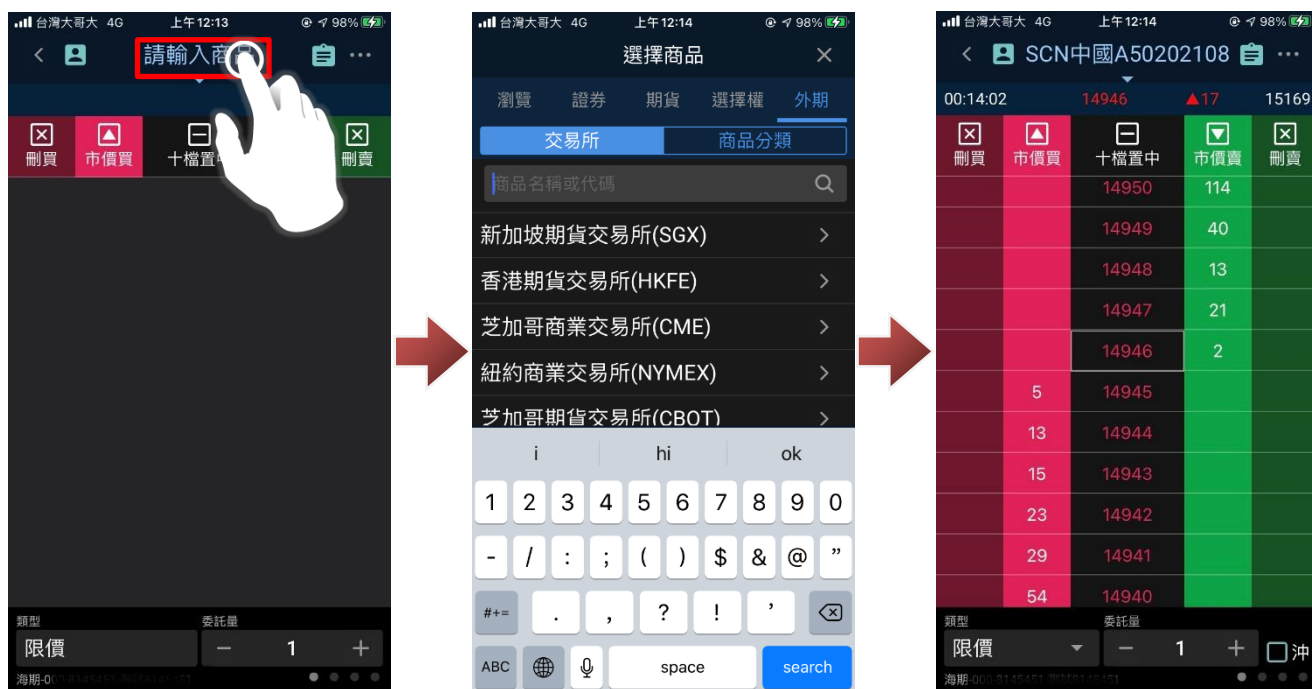 台灣大哥大 4G 上午12:13 98%
請輸入商品
刪買 市價買 十檔置中 刪賣
類型 委託量
限價 1
海期-0
台灣大哥大 4G 上午12:14 98%
選擇商品
瀏覽 證券 期貨 選擇權 外期
交易所 商品分類
商品名稱或代碼
新加坡期貨交易所(SGX)
香港期貨交易所(HKFE)
芝加哥商業交易所(CME)
紐約商業交易所(NYMEX)
芝加哥期貨交易所(CBOT)
i hi ok
1 2 3 4 5 6 7 8 9 0
- / : ; ( ) $ & @ ”
#+= . , ? ! ’
ABC space search
台灣大哥大 4G 上午12:14 98%
SCN中國A50202108
00:14:02 14946 ▲17 15169
刪買 市價買 十檔置中 市價賣 刪賣
14950 114
14949 40
14948 13
14947 21
14946 2
5 14945
13 14944
15 14943
23 14942
29 14941
54 14940
類型 委託量
限價 1 沖
海期